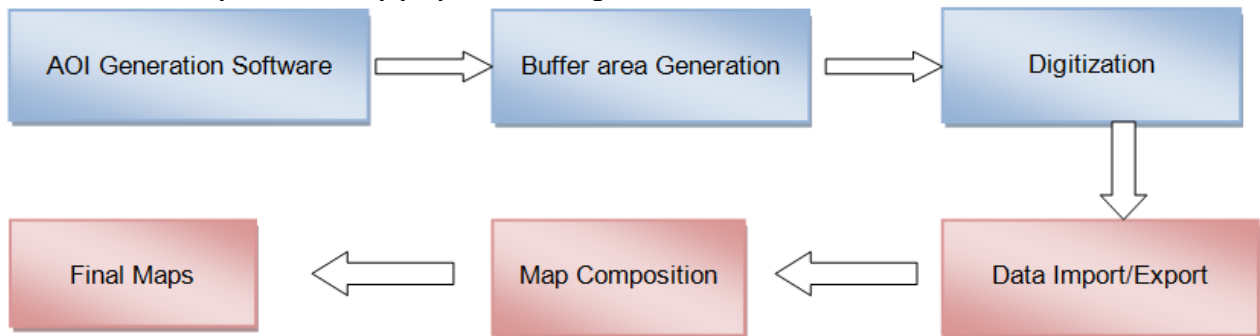 AOI Generation Software
Buffer area Generation
Digitization
Data Import/Export
Map Composition
Final Maps